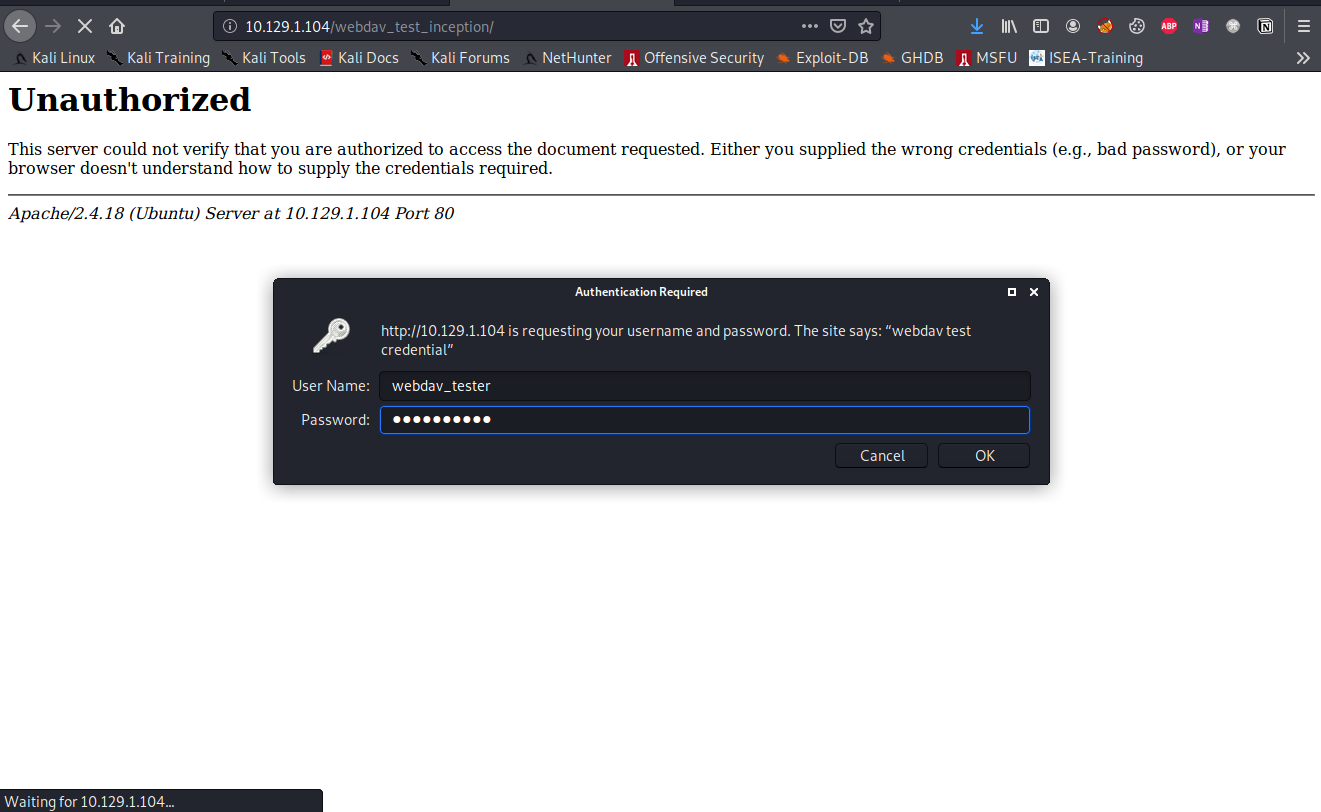 10.129.1.104/webdav_test_inception/
ABP
N
Kali Linux Kali Training Kali Tools Kali Docs Kali Forums NetHunter Offensive Security Exploit-DB GHDB MSFU ISEA-Training
Unauthorized
This server could not verify that you are authorized to access the document requested. Either you supplied the wrong credentials (e.g., bad password), or your
browser doesn't understand how to supply the credentials required.
Apache/2.4.18 (Ubuntu) Server at 10.129.1.104 Port 80
Authentication Required
http://10.129.1.104 is requesting your username and password. The site says: “webdav test
credential”
User Name: webdav_tester
Password: ●●●●●●●●●●
Cancel OK
Waiting for 10.129.1.104…